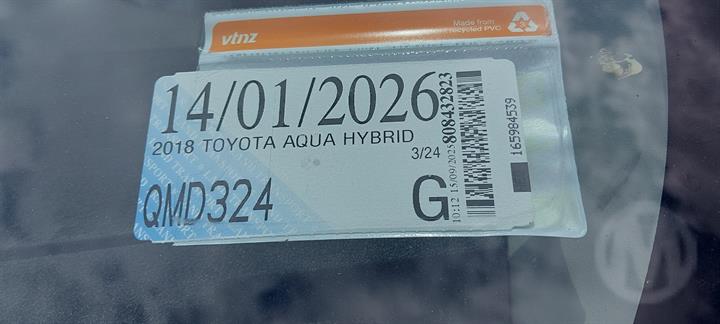 vtnz
Made from
recycled PVC
3
14/01/2026
2018 TOYOTA AQUA HYBRID
3/24
QMD324
G
10:12 15/09/2025
808432823
165984539
M